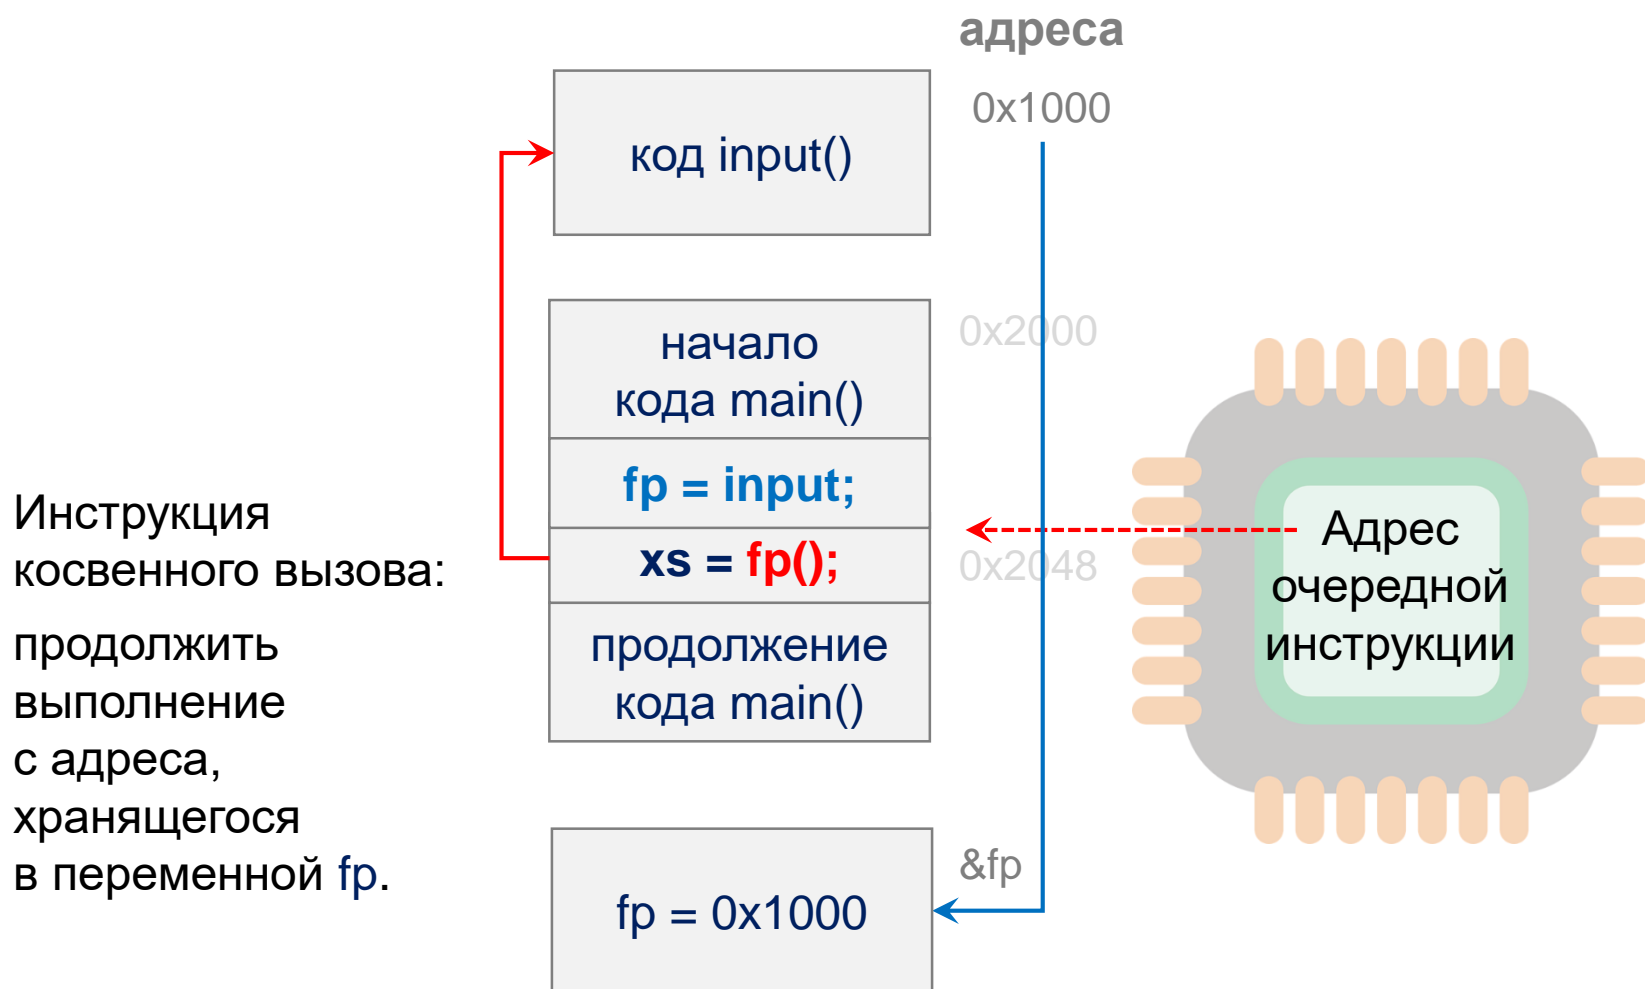 адреса
0x1000
код input()
0x2000
начало
кода main()
fp = input;
xs = fp();
0x2048
продолжение
кода main()
&fp
fp = 0x1000
Инструкция
косвенного вызова:
продолжить
выполнение
с адреса,
хранящегося
в переменной fp.
Адрес
очередной
инструкции